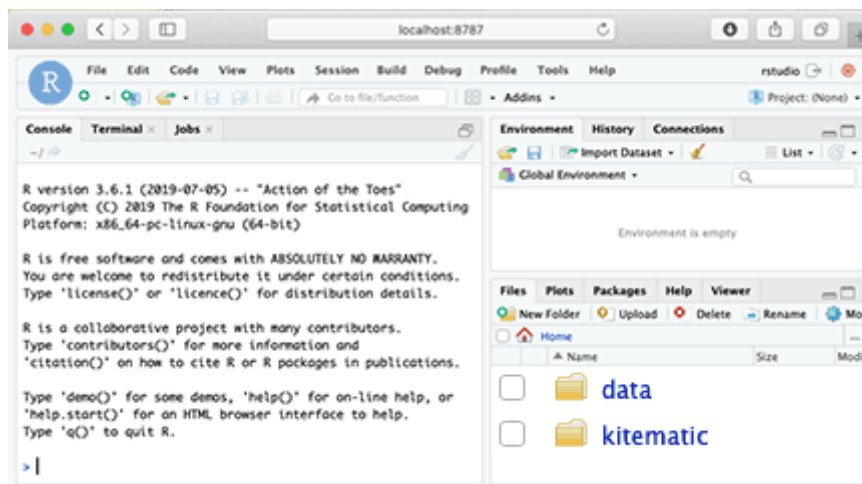 localhost:8787
R
File Edit Code View Plots Session Build Debug Profile Tools Help
rstudio
Go to file/function
Addins
Project: (None)
Console Terminal Jobs
~/
R version 3.6.1 (2019-07-05) -- "Action of the Toes"
Copyright (C) 2019 The R Foundation for Statistical Computing
Platform: x86_64-pc-linux-gnu (64-bit)
R is free software and comes with ABSOLUTELY NO WARRANTY.
You are welcome to redistribute it under certain conditions.
Type 'license()' or 'licence()' for distribution details.
R is a collaborative project with many contributors.
Type 'contributors()' for more information and
'citation()' on how to cite R or R packages in publications.
Type 'demo()' for some demos, 'help()' for on-line help, or
'help.start()' for an HTML browser interface to help.
Type 'q()' to quit R.
>
Environment History Connections
Import Dataset
List
Global Environment
Environment is empty
Files Plots Packages Help Viewer
New Folder Upload Delete Rename Mo
Home
Name Size Modi
data
kitematic